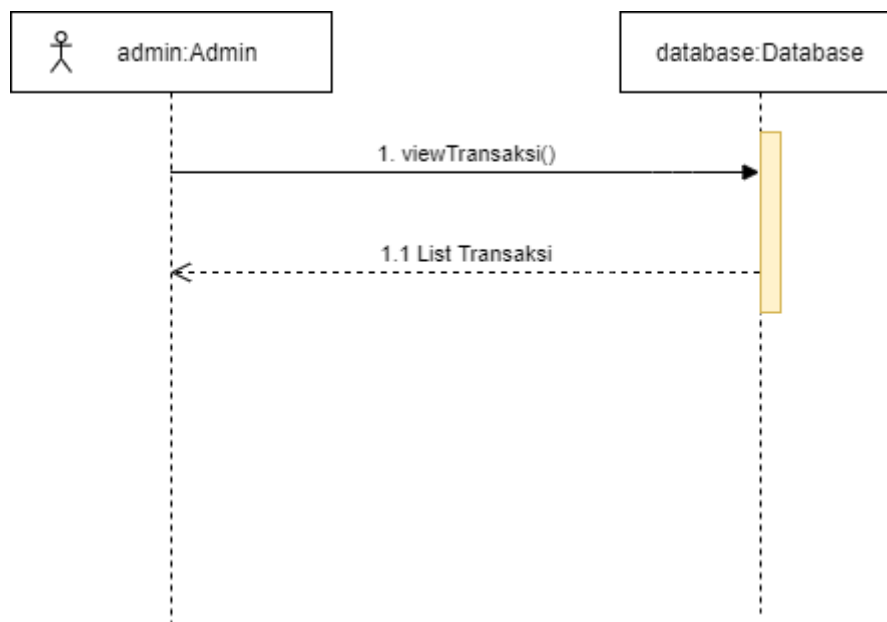 admin:Admin
database:Database
1. viewTransaksi()
1.1 List Transaksi